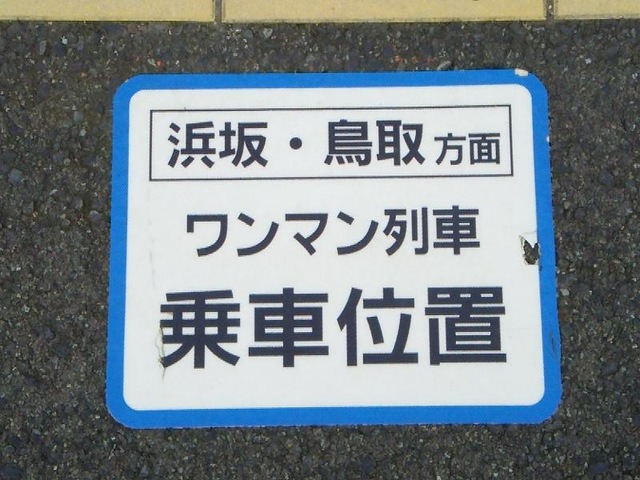 浜坂・鳥取方面
ワンマン列車
乗車位置